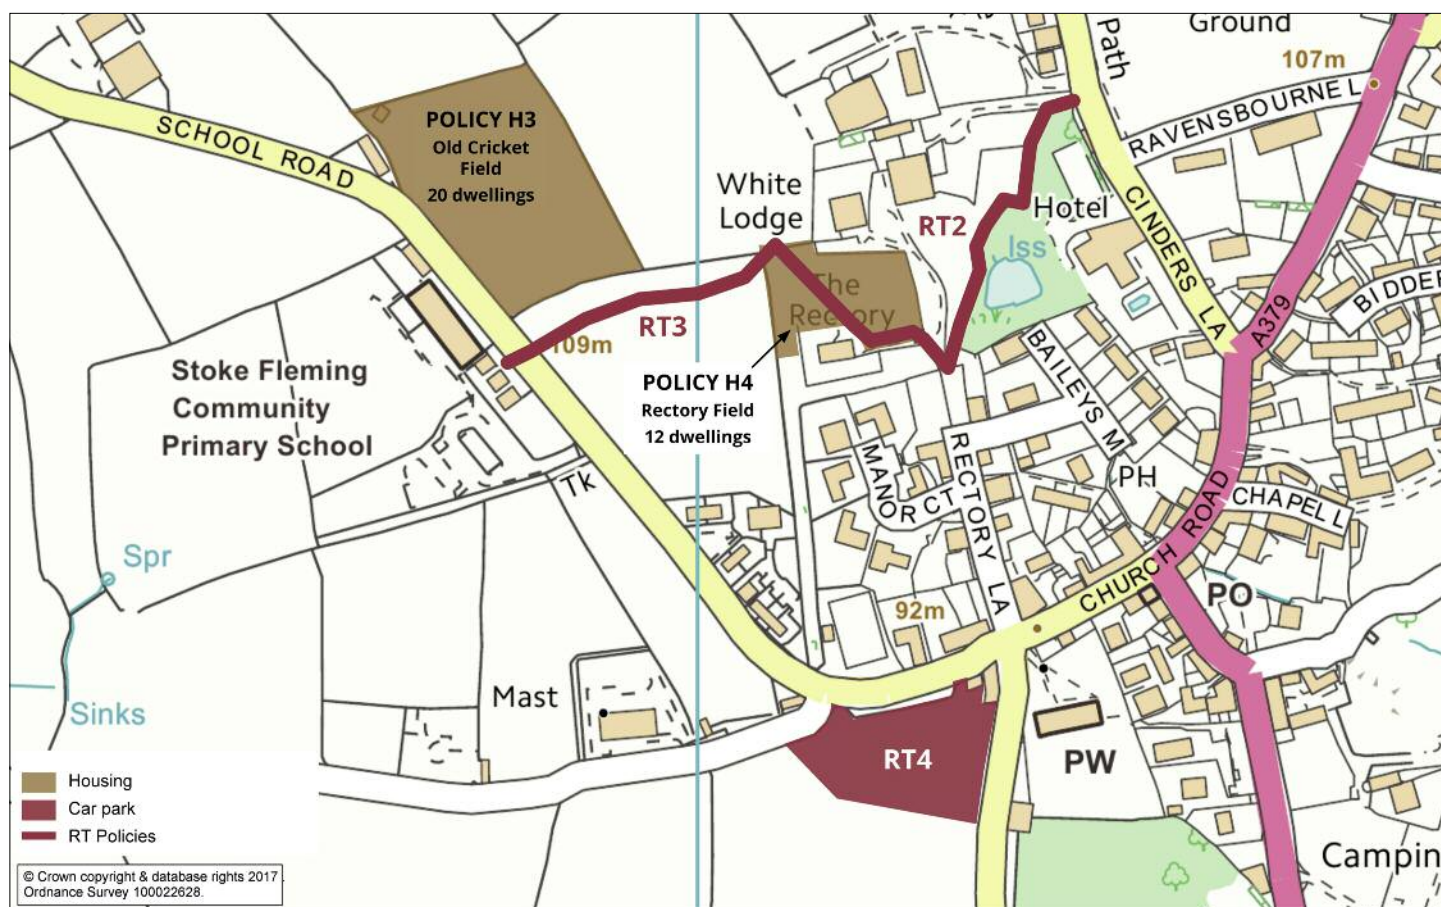 Ground
Path
107m
RAVENSBOURNE L
SCHOOL ROAD
POLICY H3
Old Cricket
Field
20 dwellings
White
Lodge
RT2
Hotel
Iss
CINDERS LA
A379
BIDDER
The
Rectory
RT3
109m
BAILEYS M
Stoke Fleming
Community
Primary School
POLICY H4
Rectory Field
12 dwellings
MANOR CT
RECTORY LA
PH
CHAPEL L
Tk
CHURCH ROAD
Spr
92m
PO
Mast
Sinks
RT4
PW
Housing
Car park
RT Policies
Campin
© Crown copyright & database rights 2017.
Ordnance Survey 100022628.